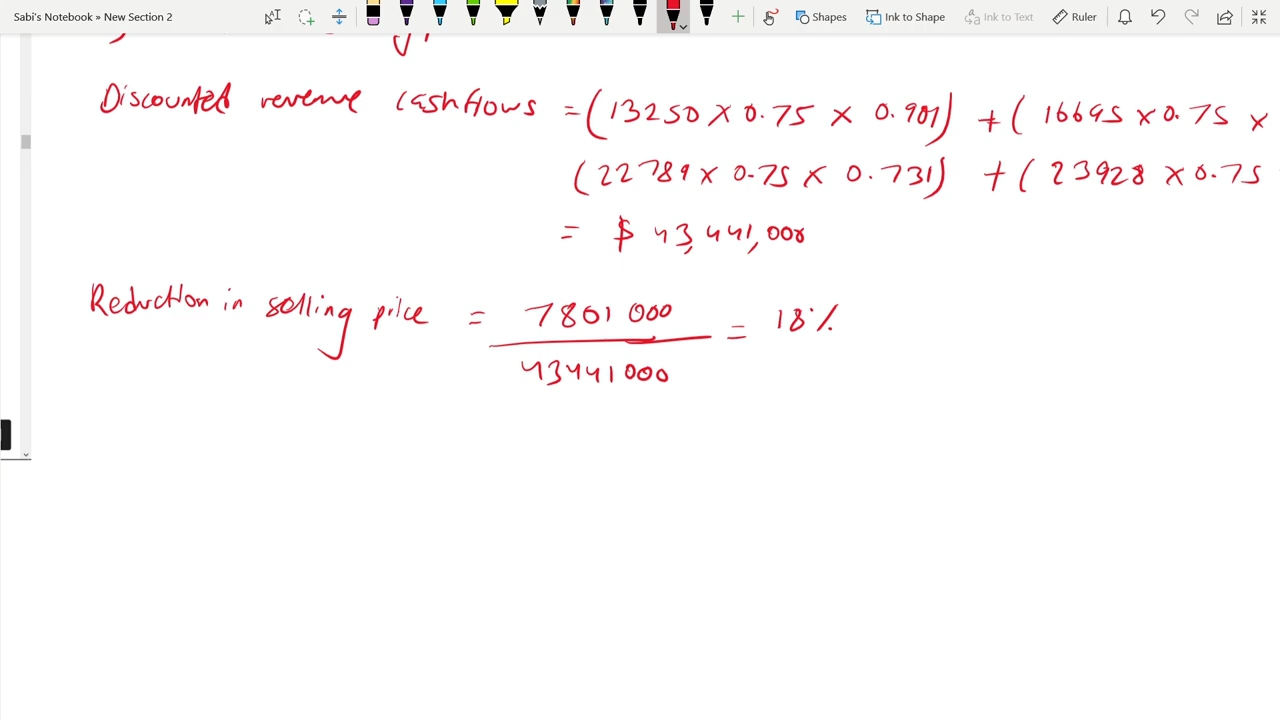 Sabi's Notebook » New Section 2
Shapes
Ink to Shape
Ink to Text
Ruler
Discounted revenue cashflows = (13250 × 0.75 × 0.901) + (16695 × 0.75 ×
(22789 × 0.75 × 0.731) + (23928 × 0.75
= $ 43,441,000
Reduction in selling price = 7801000 = 18%
43441000